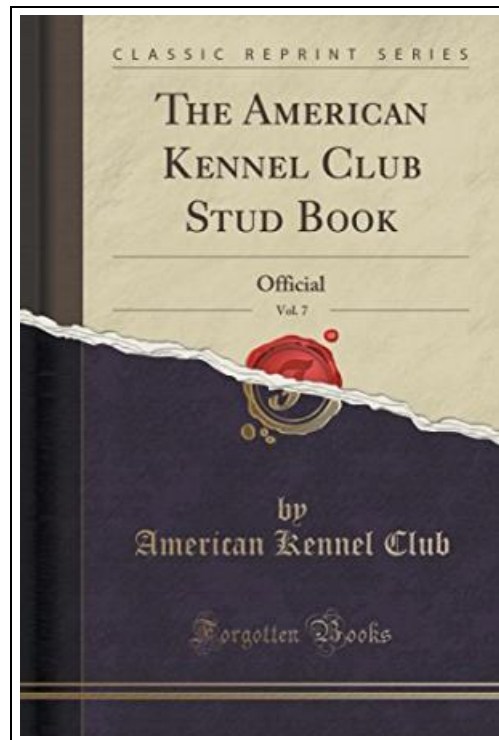 CLASSIC REPRINT SERIES
THE AMERICAN
KENNEL CLUB
STUD BOOK
Official
Vol. 7
by
American Kennel Club
Forgotten Books